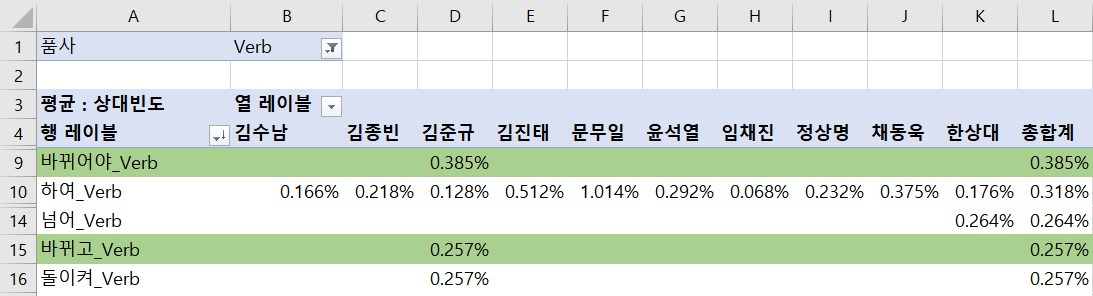 A B C D E F G H I J K L
1 품사 Verb
2
3 평균 : 상대빈도 열 레이블
4 행 레이블 김수남 김종빈 김준규 김진태 문무일 윤석열 임채진 정상명 채동욱 한상대 총합계
9 바뀌어야_Verb 0.385% 0.385%
10 하여_Verb 0.166% 0.218% 0.128% 0.512% 1.014% 0.292% 0.068% 0.232% 0.375% 0.176% 0.318%
14 넘어_Verb 0.264% 0.264%
15 바뀌고_Verb 0.257% 0.257%
16 돌이켜_Verb 0.257% 0.257%